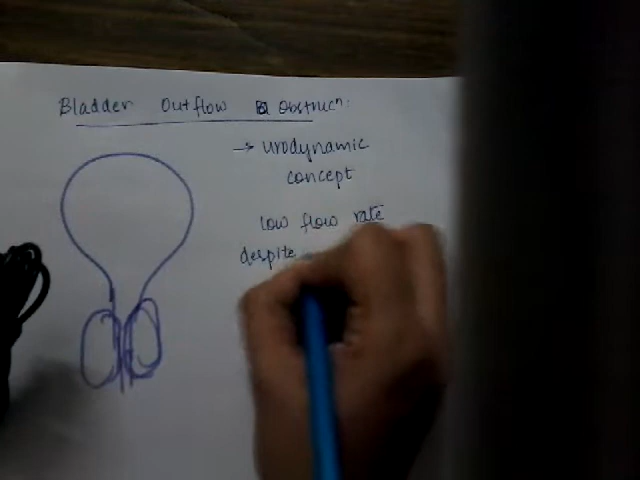 Bladder Outflow Obstrucn:
→ urodynamic
concept
low flow rate
despite